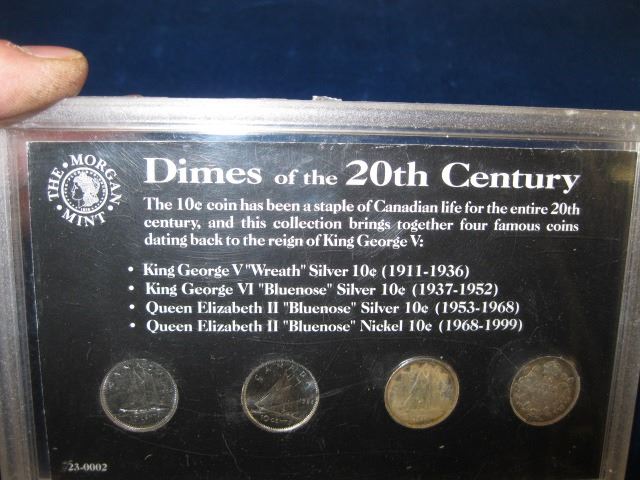 THE MORGAN MINT
Dimes of the 20th Century
The 10¢ coin has been a staple of Canadian life for the entire 20th
century, and this collection brings together four famous coins
dating back to the reign of King George V:
• King George V "Wreath" Silver 10¢ (1911-1936)
• King George VI "Bluenose" Silver 10¢ (1937-1952)
• Queen Elizabeth II "Bluenose" Silver 10¢ (1953-1968)
• Queen Elizabeth II "Bluenose" Nickel 10¢ (1968-1999)
CANADA
723-0002